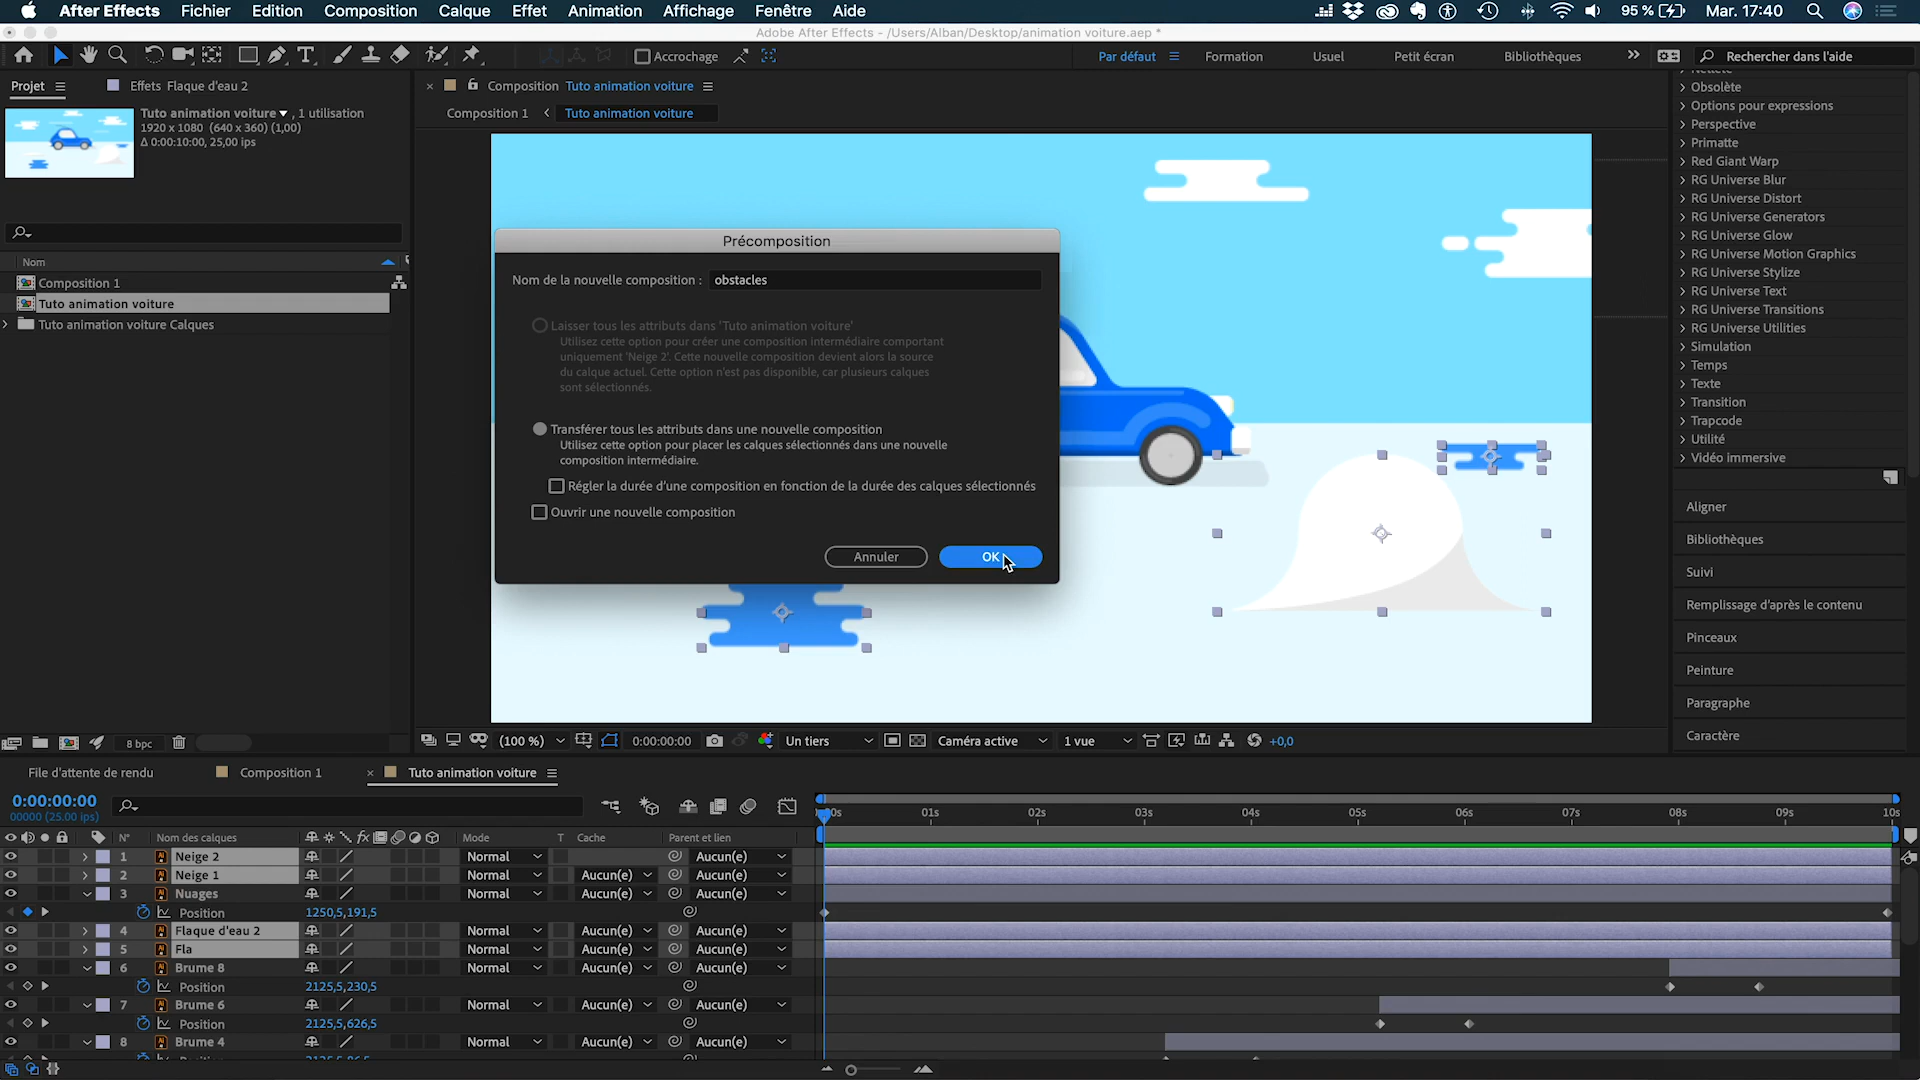 After Effects Fichier Edition Composition Calque Effet Animation Affichage Fenêtre Aide 95 % Mar. 17:40
Adobe After Effects - /Users/Alban/Desktop/animation voiture.aep *
Accrochage Par défaut Formation Usuel Petit écran Bibliothèques Rechercher dans l'aide
Projet Effets Flaque d'eau 2
Tuto animation voiture , 1 utilisation
1920 x 1080 (640 x 360) (1,00)
Δ 0:00:10:00, 25,00 ips
Nom
Composition 1
Tuto animation voiture
Tuto animation voiture Calques
8 bpc
Composition Tuto animation voiture
Composition 1 Tuto animation voiture
Précomposition
Nom de la nouvelle composition : obstacles
Laisser tous les attributs dans 'Tuto animation voiture'
Utilisez cette option pour créer une composition intermédiaire comportant
uniquement 'Neige 2'. Cette nouvelle composition devient alors la source
du calque actuel. Cette option n'est pas disponible, car plusieurs calques
sont sélectionnés.
Transférer tous les attributs dans une nouvelle composition
Utilisez cette option pour placer les calques sélectionnés dans une nouvelle
composition intermédiaire.
Régler la durée d'une composition en fonction de la durée des calques sélectionnés
Ouvrir une nouvelle composition
Annuler OK
(100 %) 0:00:00:00 Un tiers Caméra active 1 vue +0,0
Netteté
Obsolète
Options pour expressions
Perspective
Primatte
Red Giant Warp
RG Universe Blur
RG Universe Distort
RG Universe Generators
RG Universe Glow
RG Universe Motion Graphics
RG Universe Stylize
RG Universe Text
RG Universe Transitions
RG Universe Utilities
Simulation
Temps
Texte
Transition
Trapcode
Utilité
Vidéo immersive
Aligner
Bibliothèques
Suivi
Remplissage d'après le contenu
Pinceaux
Peinture
Paragraphe
Caractère
File d'attente de rendu Composition 1 Tuto animation voiture
0:00:00:00
00000 (25.00 ips)
00s 01s 02s 03s 04s 05s 06s 07s 08s 09s 10s
N° Nom des calques fx Mode T Cache Parent et lien
1 Neige 2 Normal Aucun(e)
2 Neige 1 Normal Aucun(e) Aucun(e)
3 Nuages Normal Aucun(e) Aucun(e)
Position 1250,5,191,5
4 Flaque d'eau 2 Normal Aucun(e) Aucun(e)
5 Fla Normal Aucun(e) Aucun(e)
6 Brume 8 Normal Aucun(e) Aucun(e)
Position 2125,5,230,5
7 Brume 6 Normal Aucun(e) Aucun(e)
Position 2125,5,626,5
8 Brume 4 Normal Aucun(e) Aucun(e)